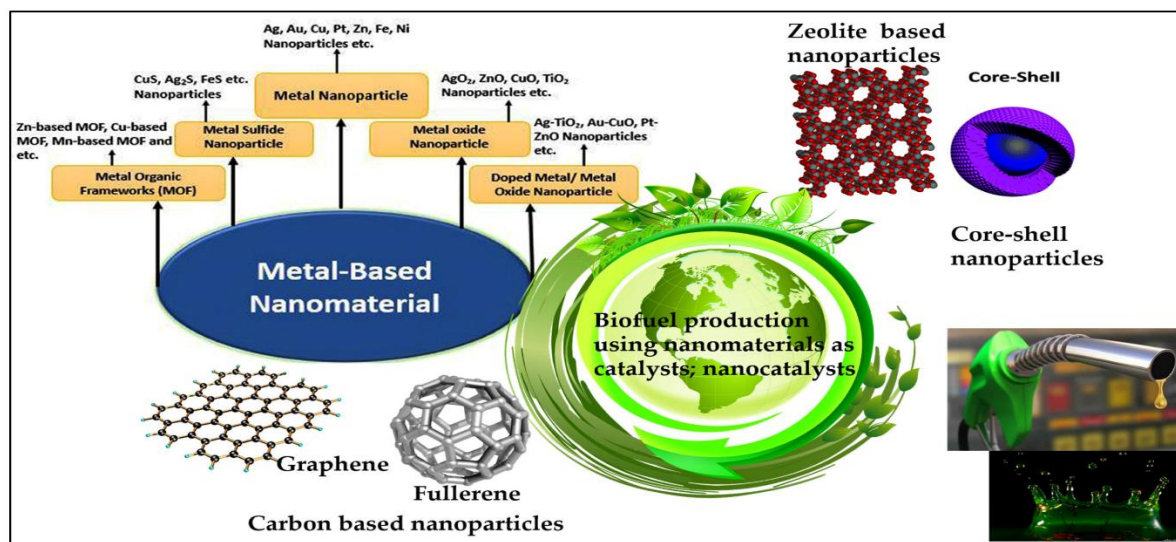 Ag, Au, Cu, Pt, Zn, Fe, Ni
Nanoparticles etc.
Metal Nanoparticle
CuS, Ag₂S, FeS etc.
Nanoparticles
Metal Sulfide
Nanoparticle
AgO₂, ZnO, CuO, TiO₂
Nanoparticles etc.
Metal oxide
Nanoparticle
Zn-based MOF, Cu-based
MOF, Mn-based MOF and
etc.
Metal Organic
Frameworks (MOF)
Ag-TiO₂, Au-CuO, Pt-
ZnO Nanoparticles
etc.
Doped Metal/ Metal
Oxide Nanoparticle
Metal-Based
Nanomaterial
Zeolite based
nanoparticles
Core-Shell
Core-shell
nanoparticles
Biofuel production
using nanomaterials as
catalysts; nanocatalysts
Graphene
Fullerene
Carbon based nanoparticles